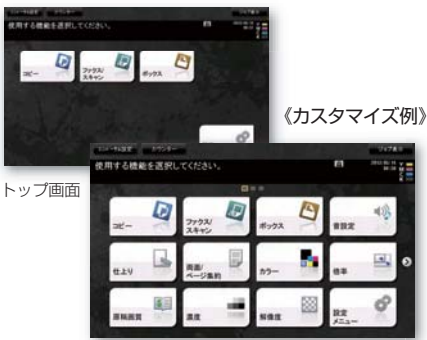 使用する機能を選択してください。
コピー
ファクス/
スキャン
ボックス
《カスタマイズ例》
トップ画面
カウンター
使用する機能を選択してください。
コピー
ファクス/
スキャン
ボックス
音設定
仕上り
両面/
ページ集約
カラー
倍率
原稿画質
濃度
解像度
設定
メニュー